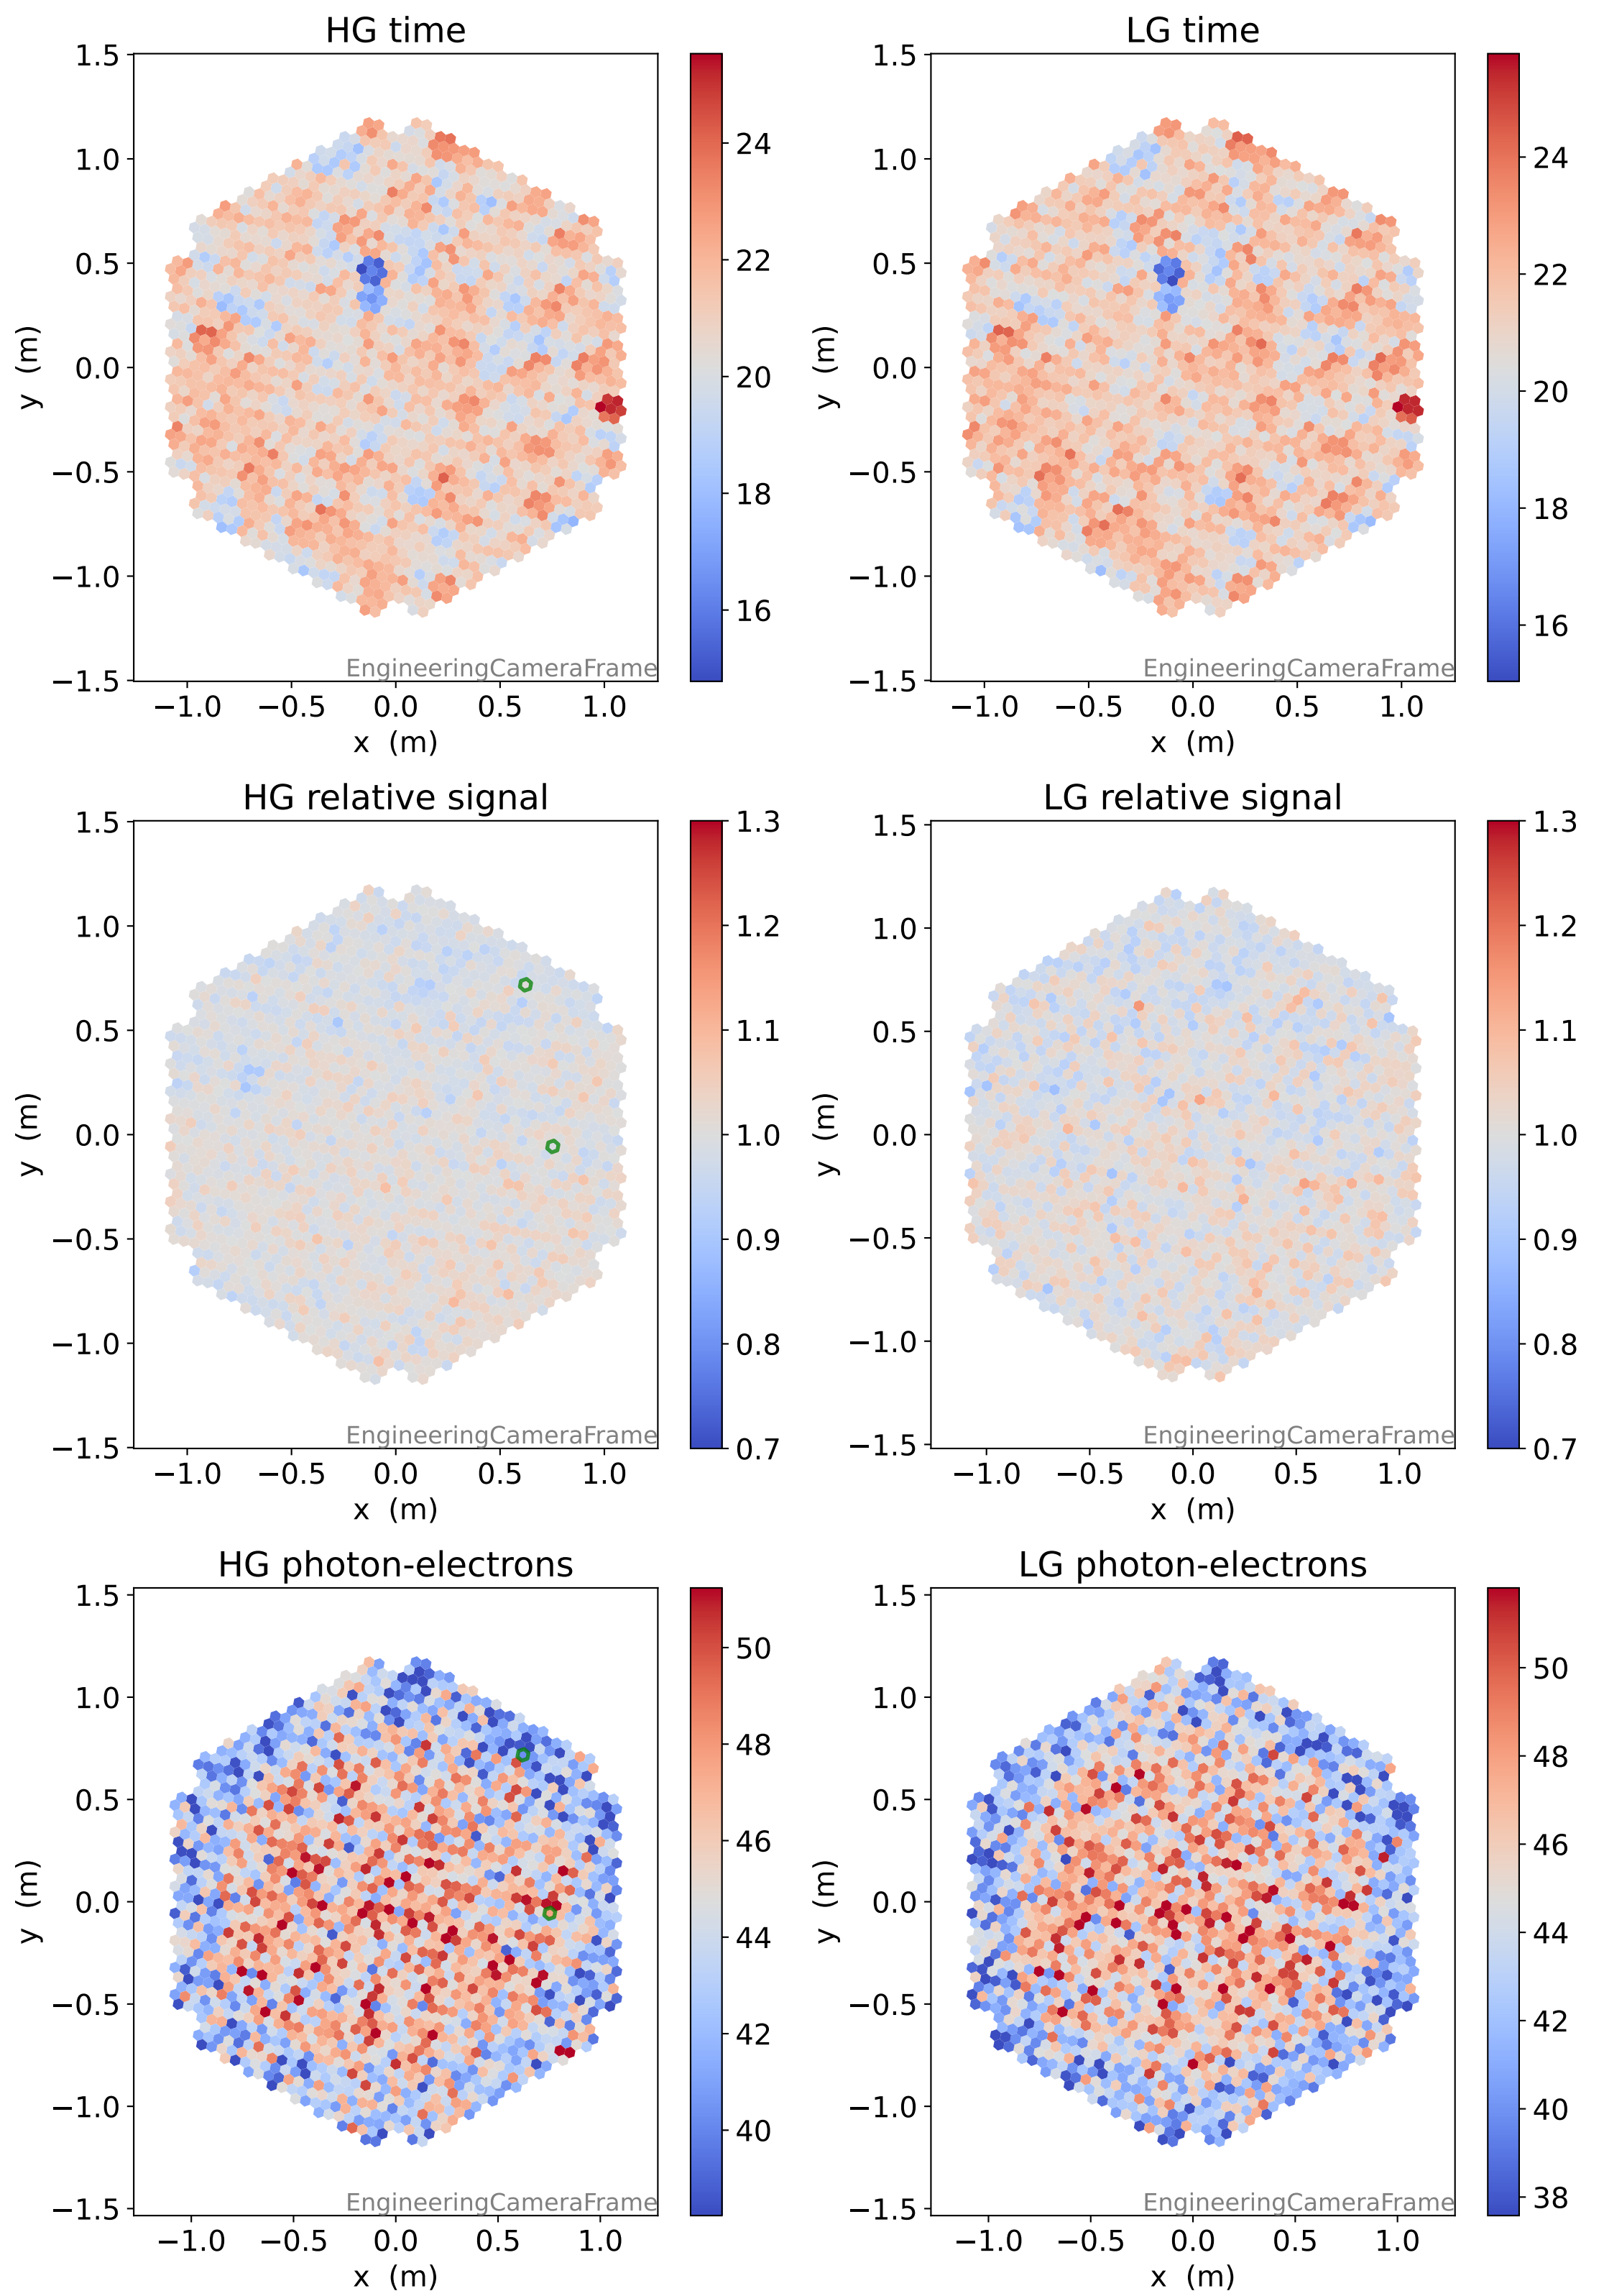 HG time
1.5
1.0
0.5
0.0
−0.5
−1.0
−1.5
y (m)
−1.0 −0.5 0.0 0.5 1.0
x (m)
EngineeringCameraFrame
24
22
20
18
16
LG time
1.5
1.0
0.5
0.0
−0.5
−1.0
−1.5
y (m)
−1.0 −0.5 0.0 0.5 1.0
x (m)
EngineeringCameraFrame
24
22
20
18
16
HG relative signal
1.5
1.0
0.5
0.0
−0.5
−1.0
−1.5
y (m)
−1.0 −0.5 0.0 0.5 1.0
x (m)
EngineeringCameraFrame
1.3
1.2
1.1
1.0
0.9
0.8
0.7
LG relative signal
1.5
1.0
0.5
0.0
−0.5
−1.0
−1.5
y (m)
−1.0 −0.5 0.0 0.5 1.0
x (m)
EngineeringCameraFrame
1.3
1.2
1.1
1.0
0.9
0.8
0.7
HG photon-electrons
1.5
1.0
0.5
0.0
−0.5
−1.0
−1.5
y (m)
−1.0 −0.5 0.0 0.5 1.0
x (m)
EngineeringCameraFrame
50
48
46
44
42
40
LG photon-electrons
1.5
1.0
0.5
0.0
−0.5
−1.0
−1.5
y (m)
−1.0 −0.5 0.0 0.5 1.0
x (m)
EngineeringCameraFrame
50
48
46
44
42
40
38